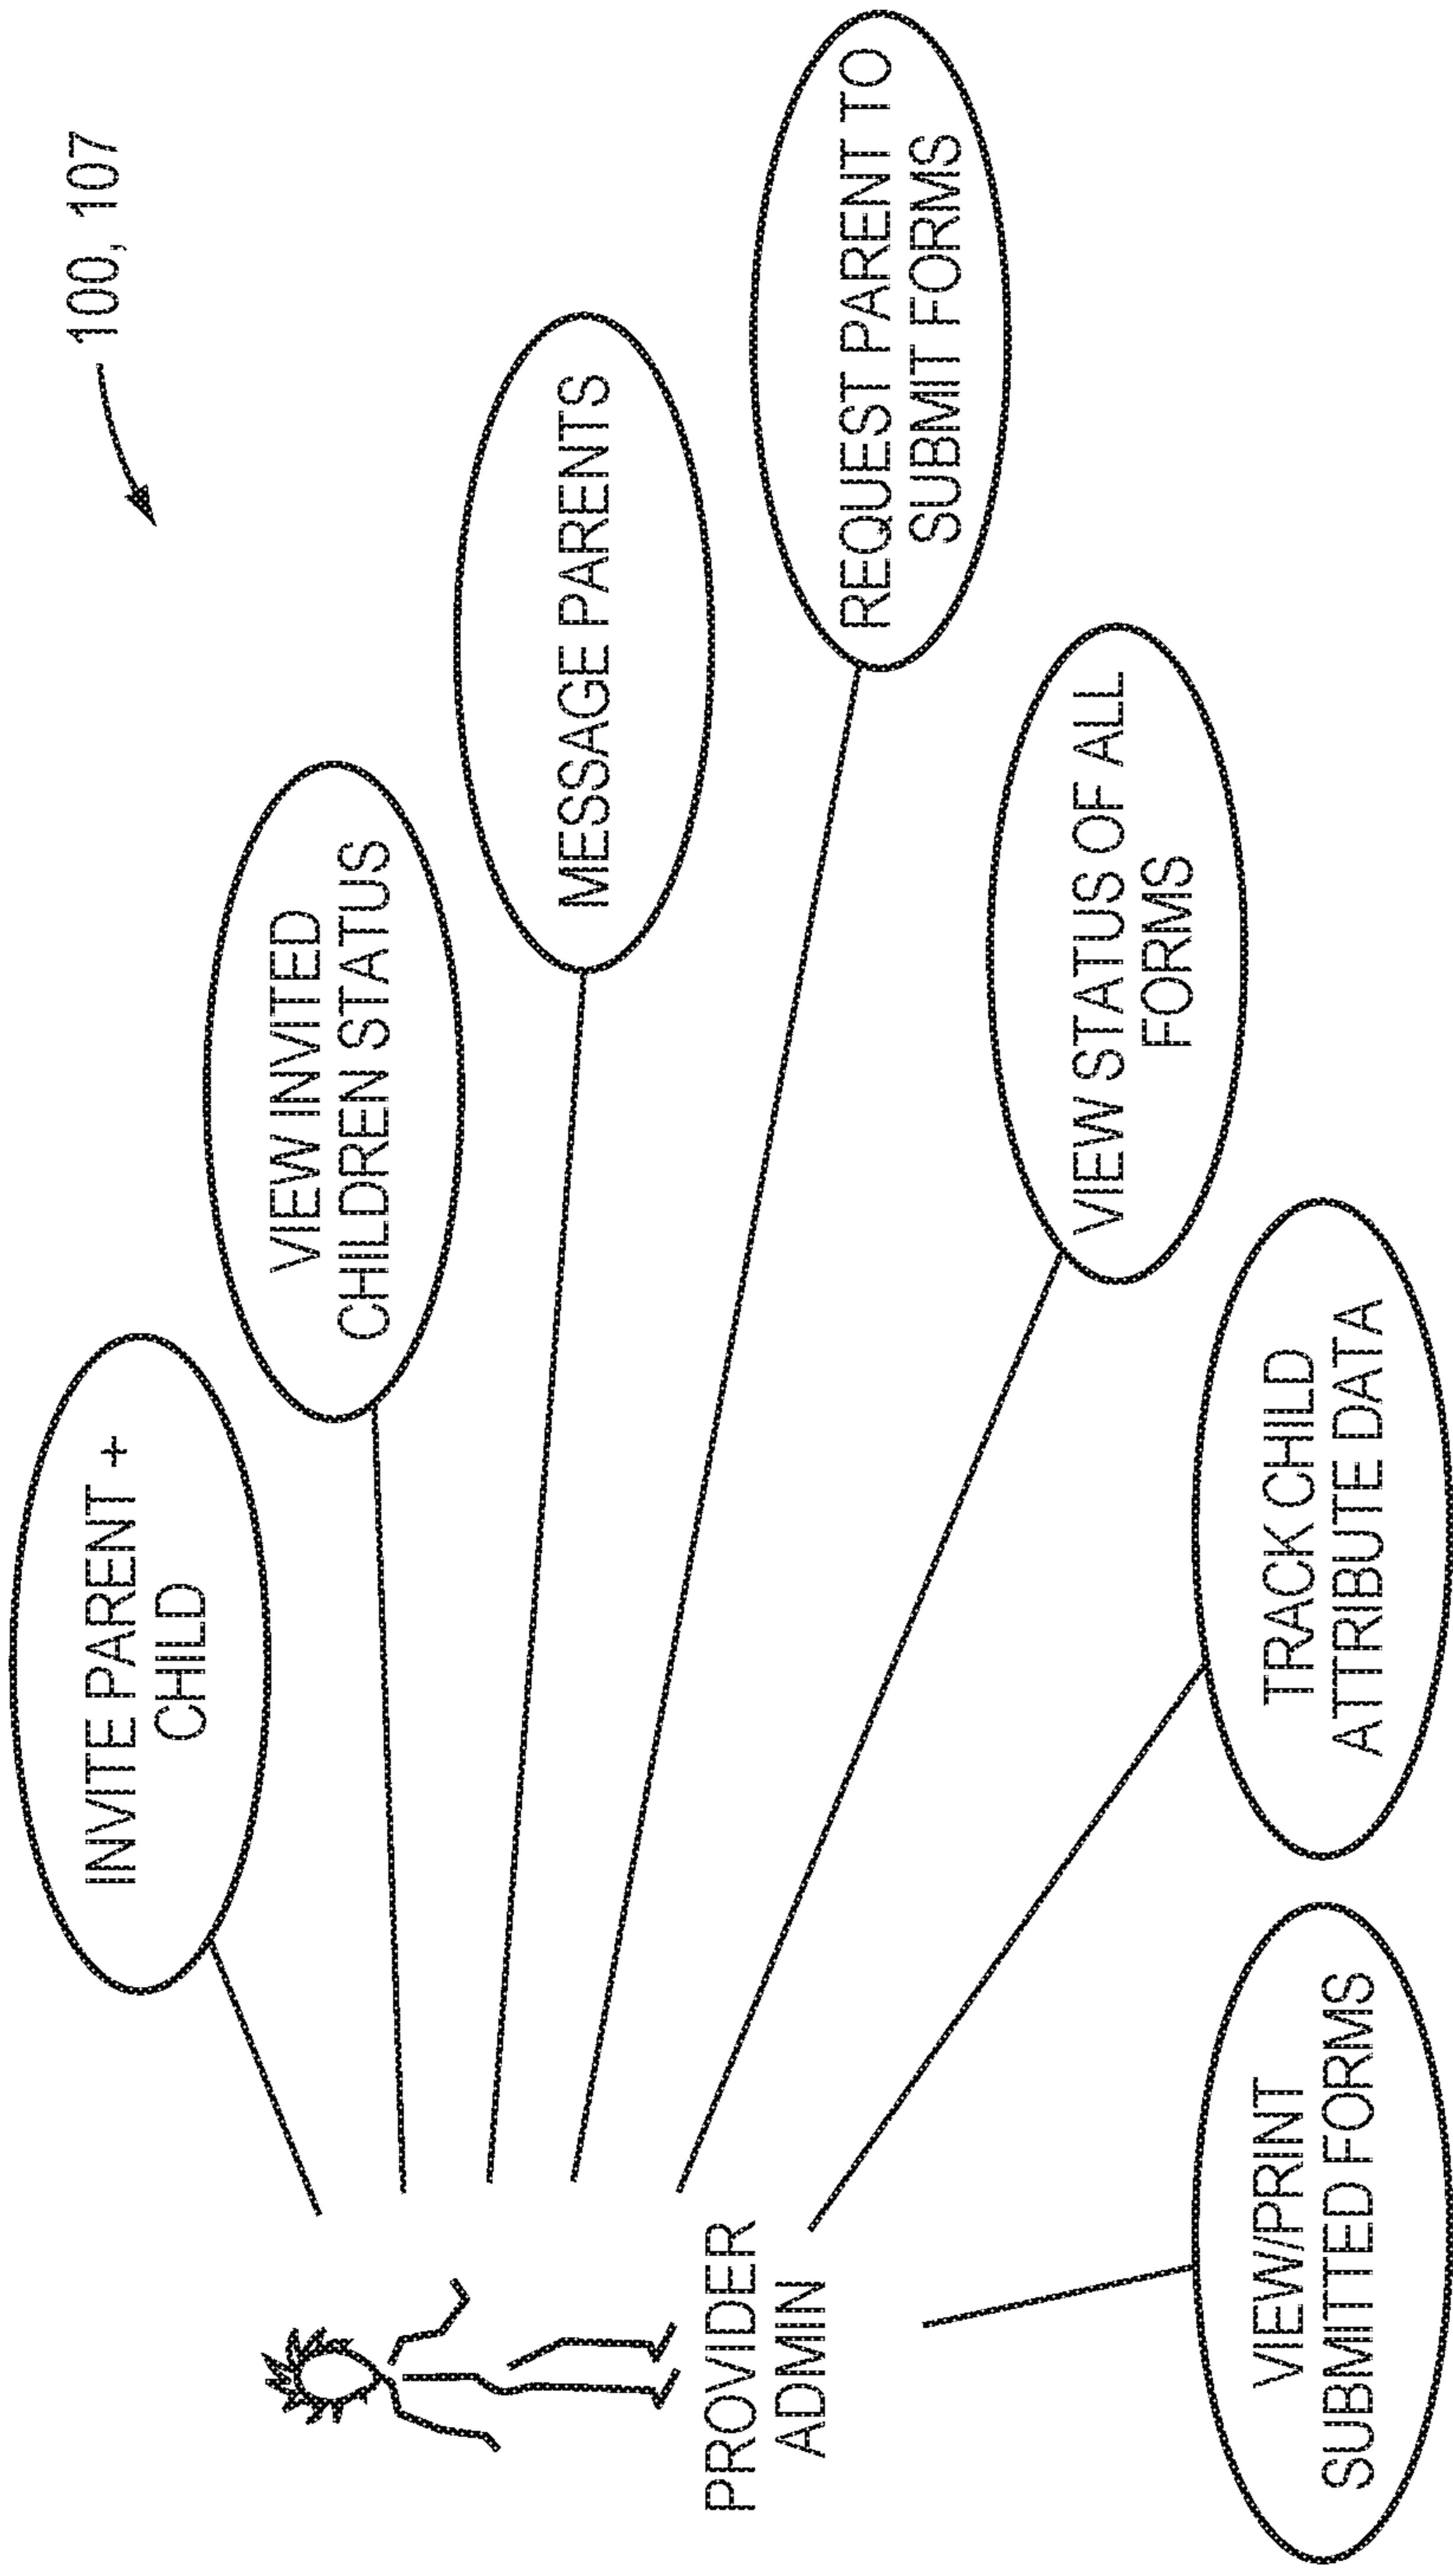 100, 107
INVITE PARENT +
CHILD
VIEW INVITED
CHILDREN STATUS
MESSAGE PARENTS
REQUEST PARENT TO
SUBMIT FORMS
VIEW STATUS OF ALL
FORMS
TRACK CHILD
ATTRIBUTE DATA
VIEW/PRINT
SUBMITTED FORMS
PROVIDER
ADMIN